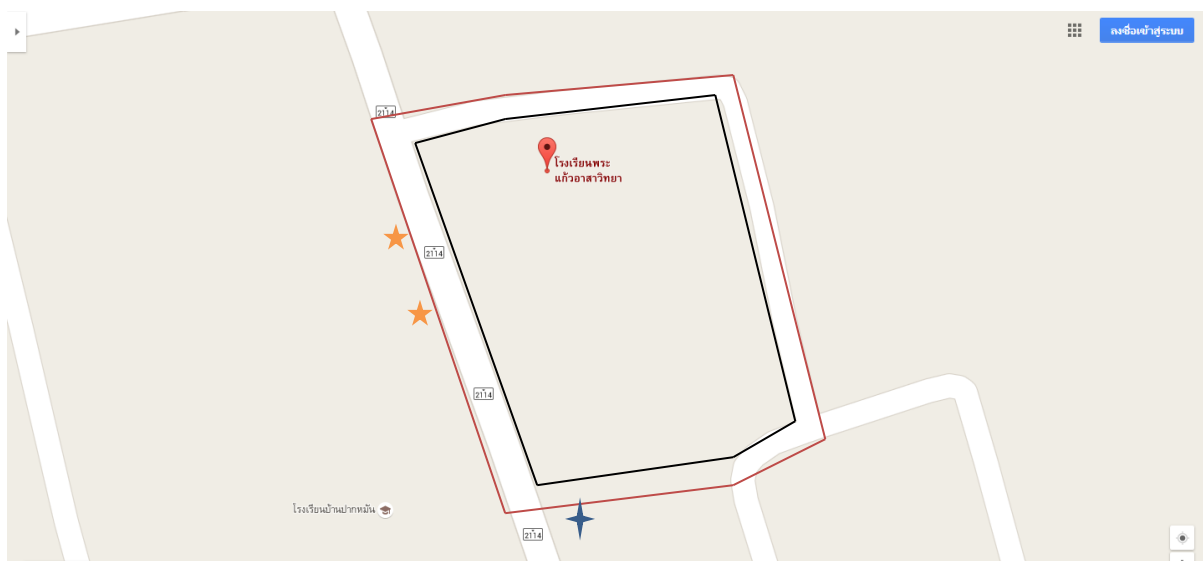 ลงชื่อเข้าสู่ระบบ
2114
โรงเรียนพระ
แก้วอาสาวิทยา
2114
2114
โรงเรียนบ้านปากหมัน
2114